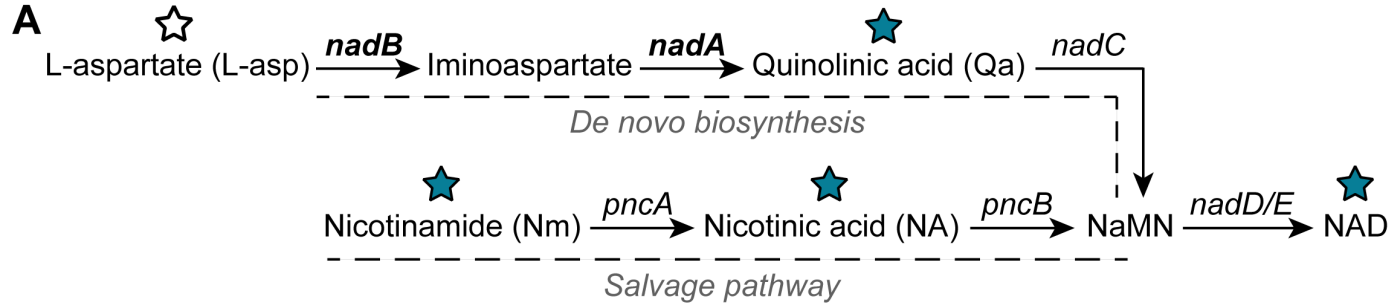 A
L-aspartate (L-asp) nadB Iminoaspartate nadA Quinolinic acid (Qa) nadC
De novo biosynthesis
Nicotinamide (Nm) pncA Nicotinic acid (NA) pncB NaMN nadD/E NAD
Salvage pathway